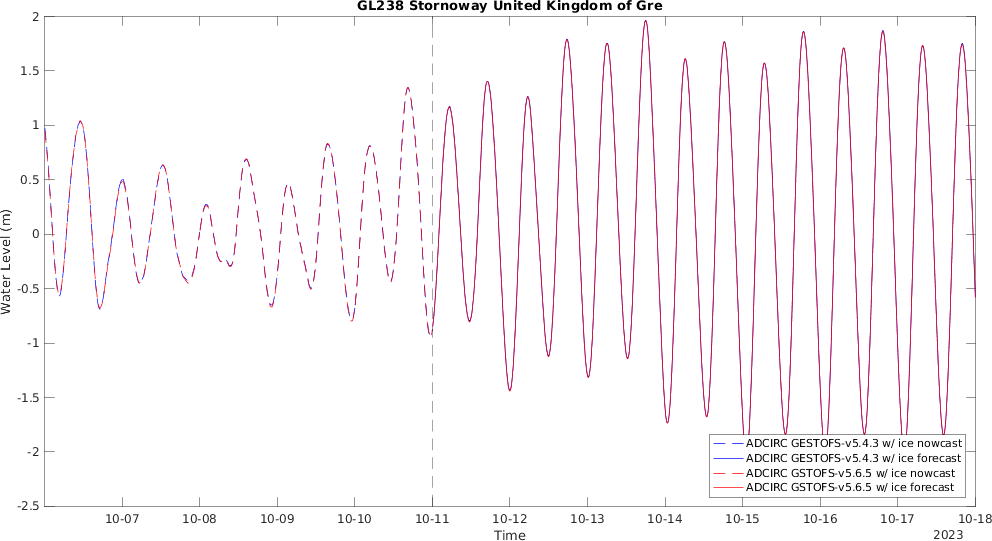 GL238 Stornoway United Kingdom of Gre
2
1.5
1
0.5
0
-0.5
-1
-1.5
-2
-2.5
Water Level (m)
ADCIRC GESTOFS-v5.4.3 w/ ice nowcast
ADCIRC GESTOFS-v5.4.3 w/ ice forecast
ADCIRC GSTOFS-v5.6.5 w/ ice nowcast
ADCIRC GSTOFS-v5.6.5 w/ ice forecast
10-07 10-08 10-09 10-10 10-11 10-12 10-13 10-14 10-15 10-16 10-17 10-18
Time
2023